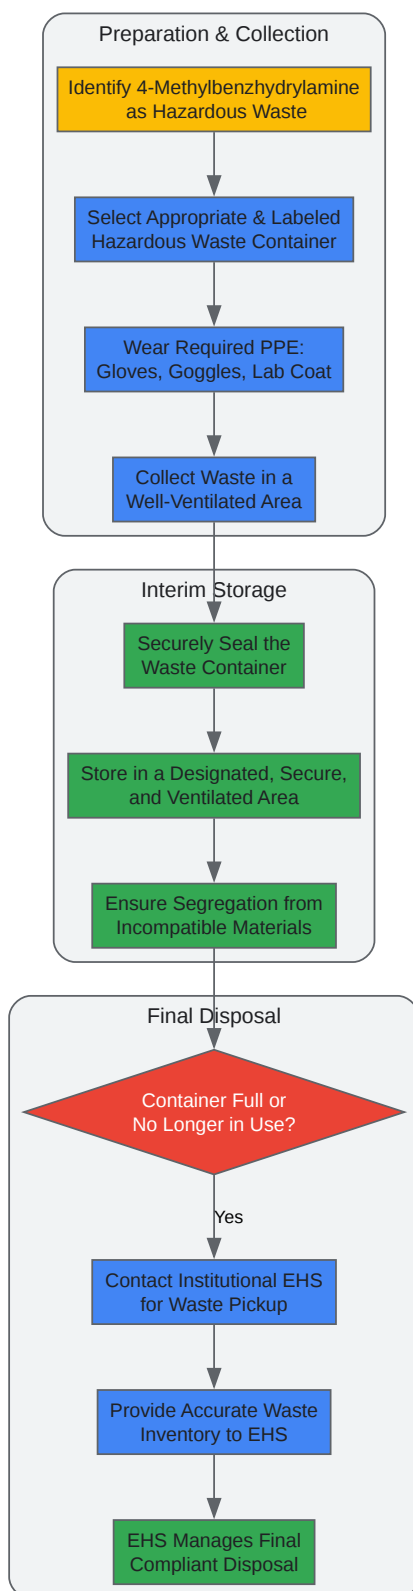 Preparation & Collection
Identify 4-Methylbenzhydrylamine
as Hazardous Waste
Select Appropriate & Labeled
Hazardous Waste Container
Wear Required PPE:
Gloves, Goggles, Lab Coat
Collect Waste in a
Well-Ventilated Area
Interim Storage
Securely Seal the
Waste Container
Store in a Designated, Secure,
and Ventilated Area
Ensure Segregation from
Incompatible Materials
Final Disposal
Container Full or
No Longer in Use?
Yes
Contact Institutional EHS
for Waste Pickup
Provide Accurate Waste
Inventory to EHS
EHS Manages Final
Compliant Disposal